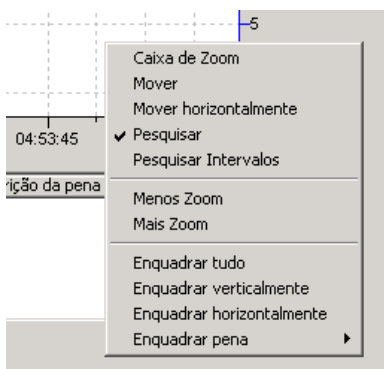 5
Caixa de Zoom
Mover
Mover horizontalmente
04:53:45
Pesquisar
Pesquisar Intervalos
rição da pena
Menos Zoom
Mais Zoom
Enquadrar tudo
Enquadrar verticalmente
Enquadrar horizontalmente
Enquadrar pena